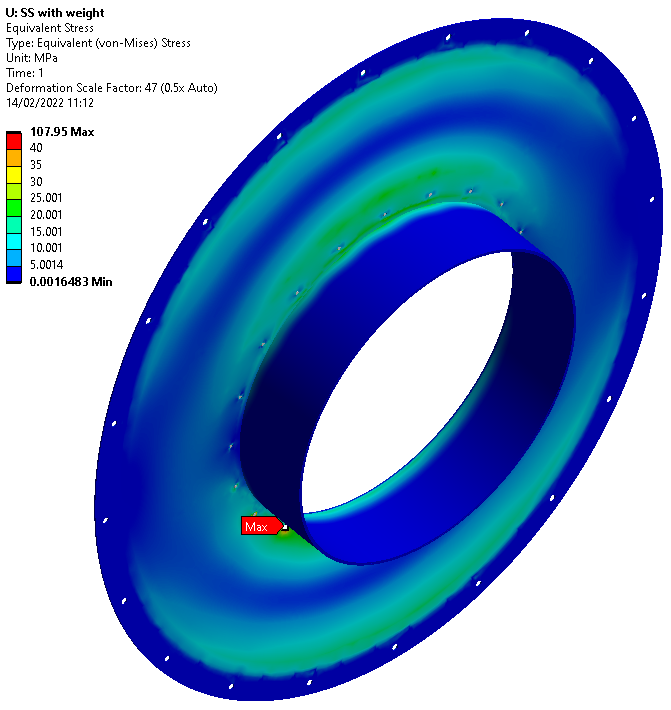 U: SS with weight
Equivalent Stress
Type: Equivalent (von-Mises) Stress
Unit: MPa
Time: 1
Deformation Scale Factor: 47 (0.5x Auto)
14/02/2022 11:12
107.95 Max
40
35
30
25.001
20.001
15.001
10.001
5.0014
0.0016483 Min
Max